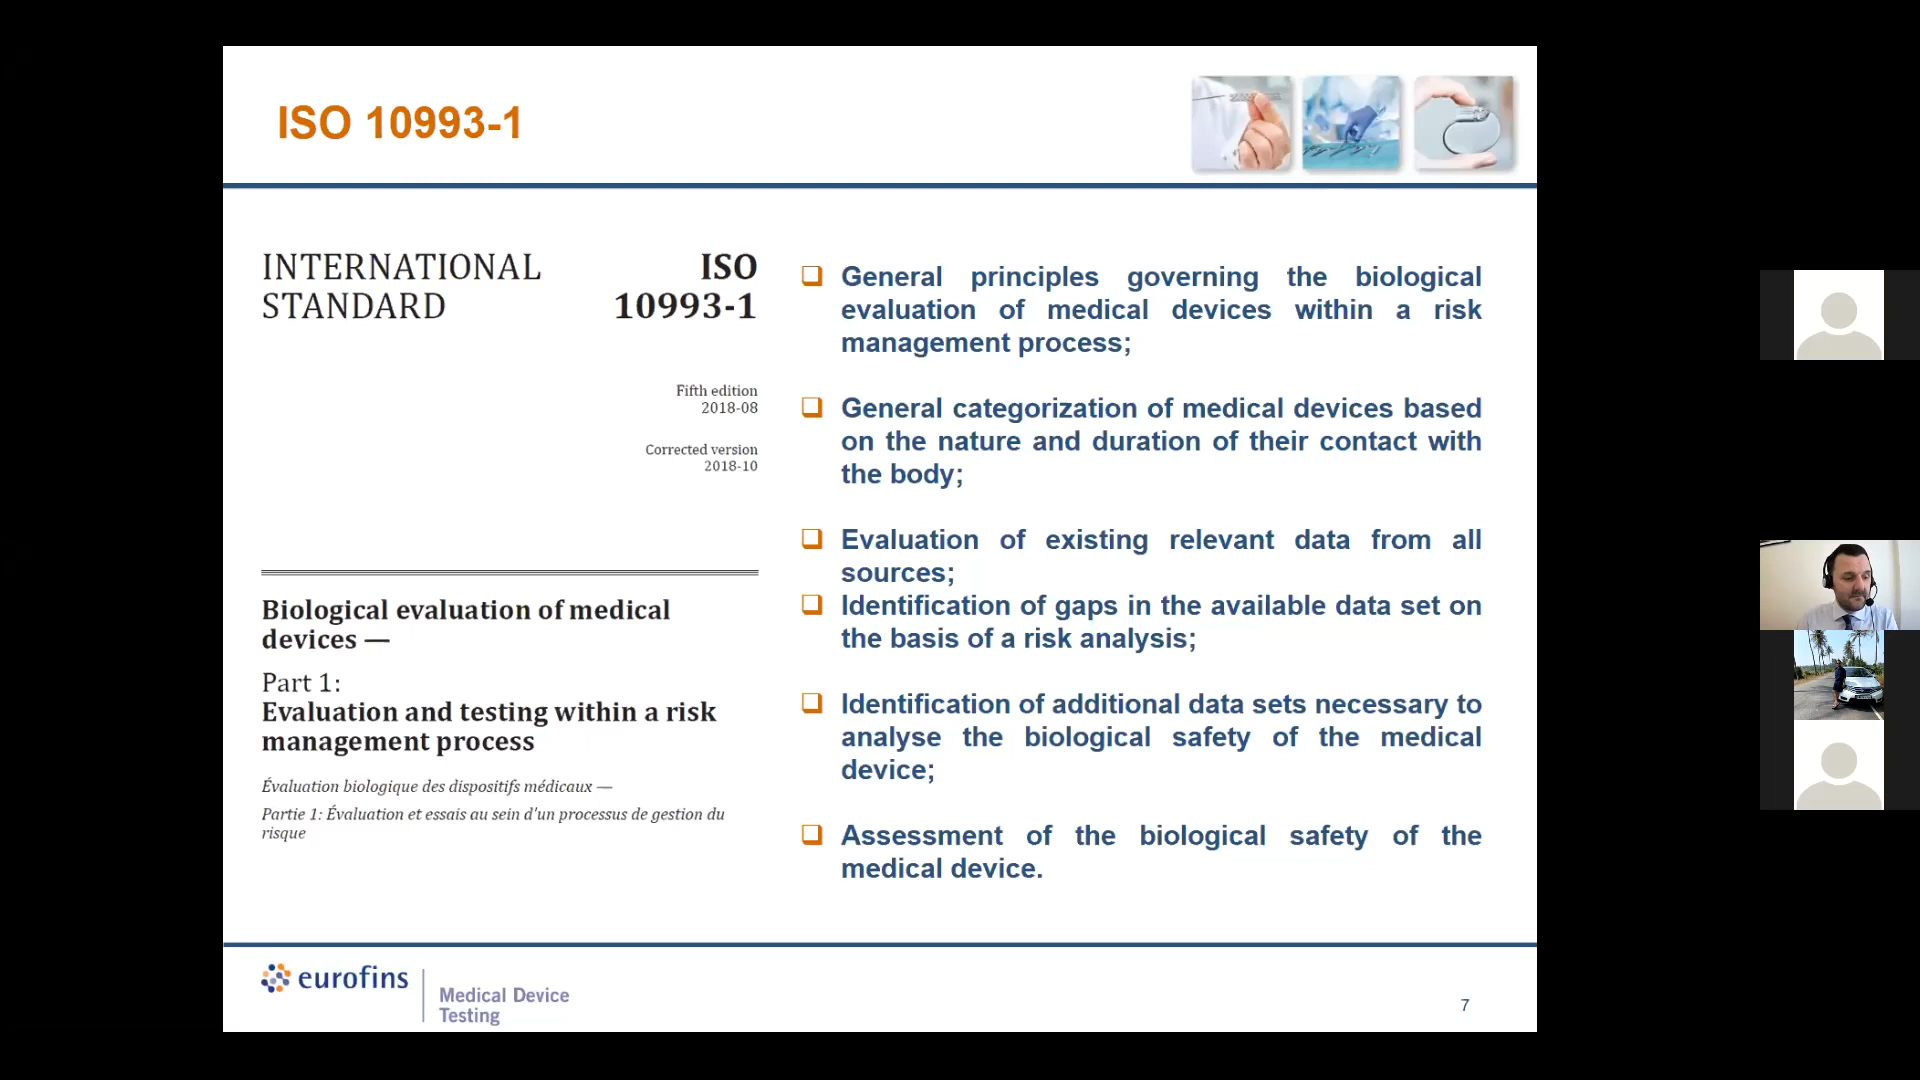 ISO 10993-1
INTERNATIONAL
STANDARD
ISO
10993-1
Fifth edition
2018-08
Corrected version
2018-10
Biological evaluation of medical
devices —
Part 1:
Evaluation and testing within a risk
management process
Évaluation biologique des dispositifs médicaux —
Partie 1: Évaluation et essais au sein d'un processus de gestion du
risque
General principles governing the biological
evaluation of medical devices within a risk
management process;
General categorization of medical devices based
on the nature and duration of their contact with
the body;
Evaluation of existing relevant data from all
sources;
Identification of gaps in the available data set on
the basis of a risk analysis;
Identification of additional data sets necessary to
analyse the biological safety of the medical
device;
Assessment of the biological safety of the
medical device.
eurofins
Medical Device
Testing
7